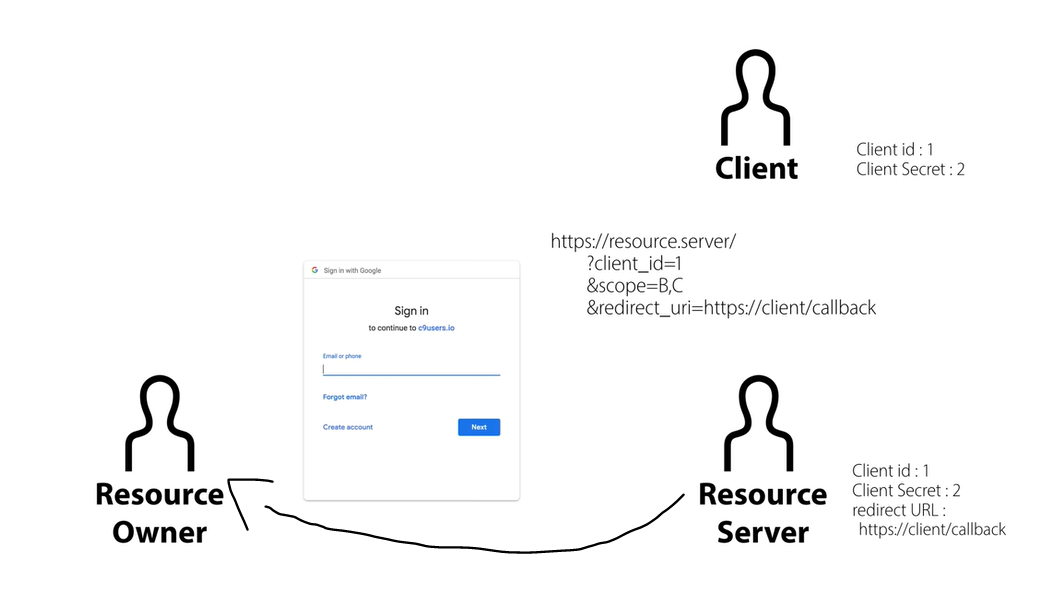 Client
Client id : 1
Client Secret : 2
https://resource.server/
?client_id=1
&scope=B,C
&redirect_uri=https://client/callback
Sign in with Google
Sign in
to continue to c9users.io
Email or phone
Forgot email?
Create account
Next
Resource
Owner
Resource
Server
Client id : 1
Client Secret : 2
redirect URL :
https://client/callback